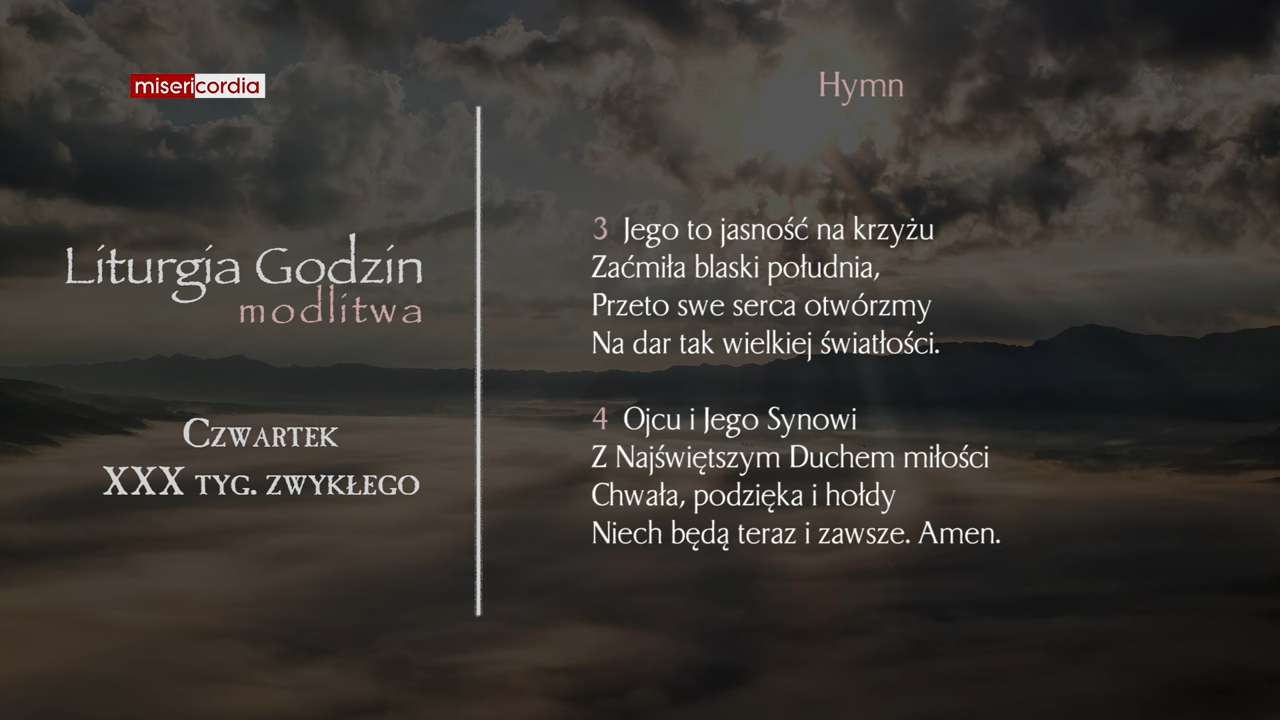 misericordia
Liturgia Godzin
modlitwa
Czwartek
XXX tyg. zwykłego
Hymn
3 Jego to jasność na krzyżu
Zaćmiła blaski południa,
Przeto swe serca otwórzmy
Na dar tak wielkiej światłości.
4 Ojcu i Jego Synowi
Z Najświętszym Duchem miłości
Chwała, podzięka i hołdy
Niech będą teraz i zawsze. Amen.